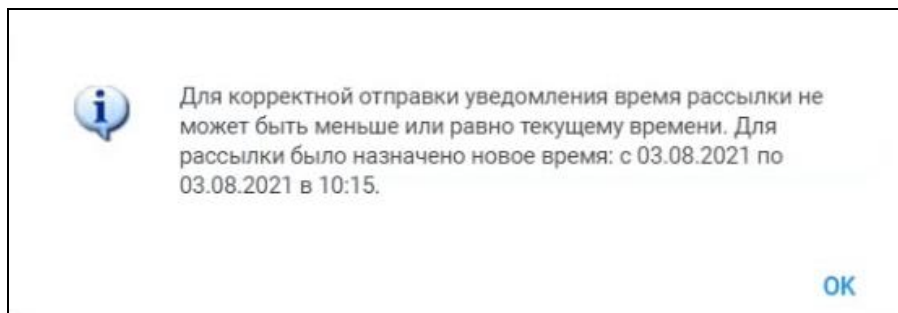 Для корректной отправки уведомления время рассылки не
может быть меньше или равно текущему времени. Для
рассылки было назначено новое время: с 03.08.2021 по
03.08.2021 в 10:15.
ОК